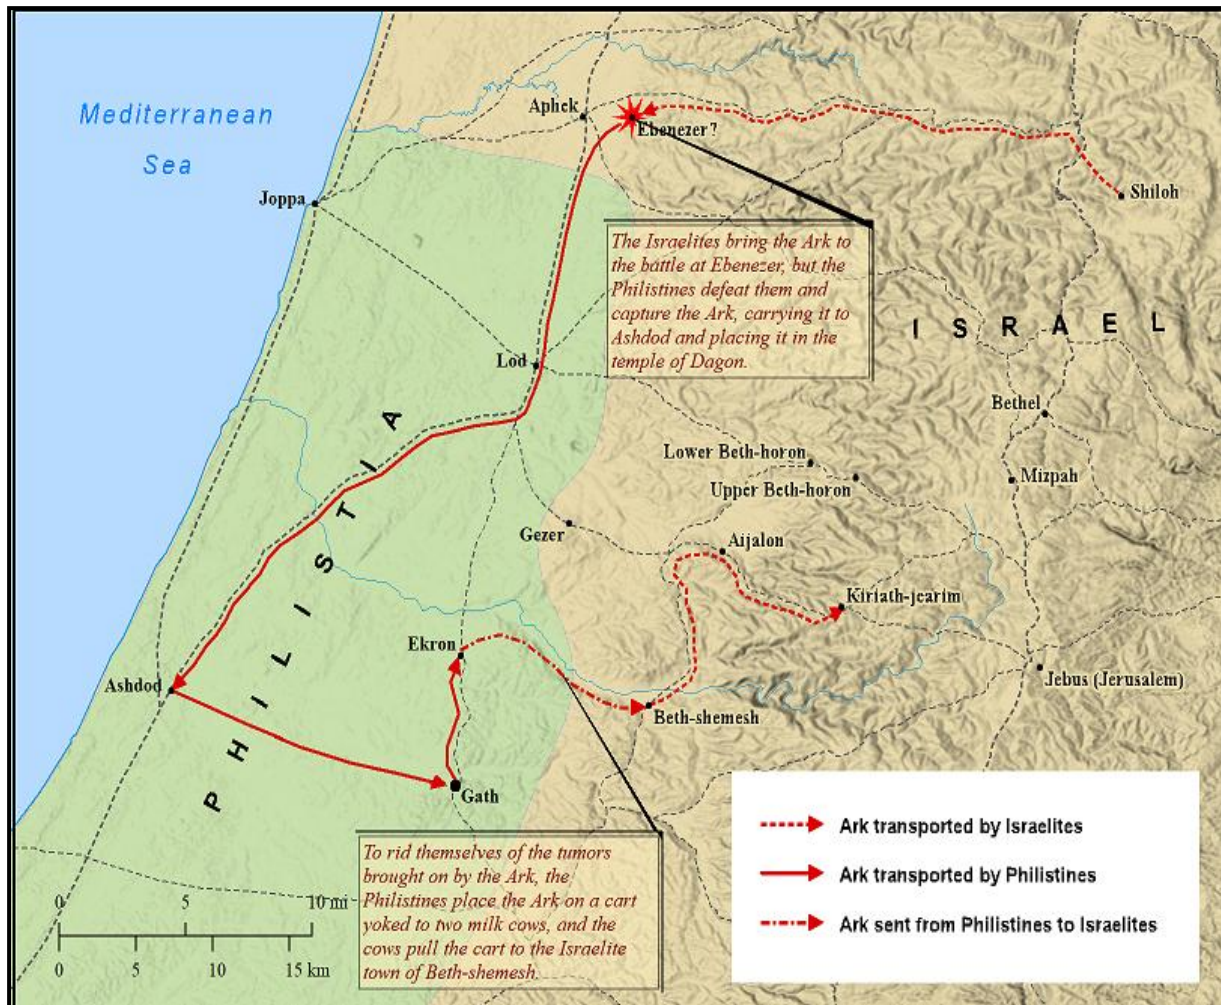 Mediterranean
Sea
Aphek
Ebenezer?
Shiloh
Joppa
The Israelites bring the Ark to
the battle at Ebenezer, but the
Philistines defeat them and
capture the Ark, carrying it to
Ashdod and placing it in the
temple of Dagon.
ISRAEL
Lod
Bethel
PHILISTIA
Lower Beth-horon
Upper Beth-horon
Mizpah
Gezer
Aijalon
Kiriath-jearim
Ekron
Jebus (Jerusalem)
Ashdod
Beth-shemesh
Gath
To rid themselves of the tumors
brought on by the Ark, the
Philistines place the Ark on a cart
yoked to two milk cows, and the
cows pull the cart to the Israelite
town of Beth-shemesh.
0 5 10 mi
0 5 10 15 km
Ark transported by Israelites
Ark transported by Philistines
Ark sent from Philistines to Israelites